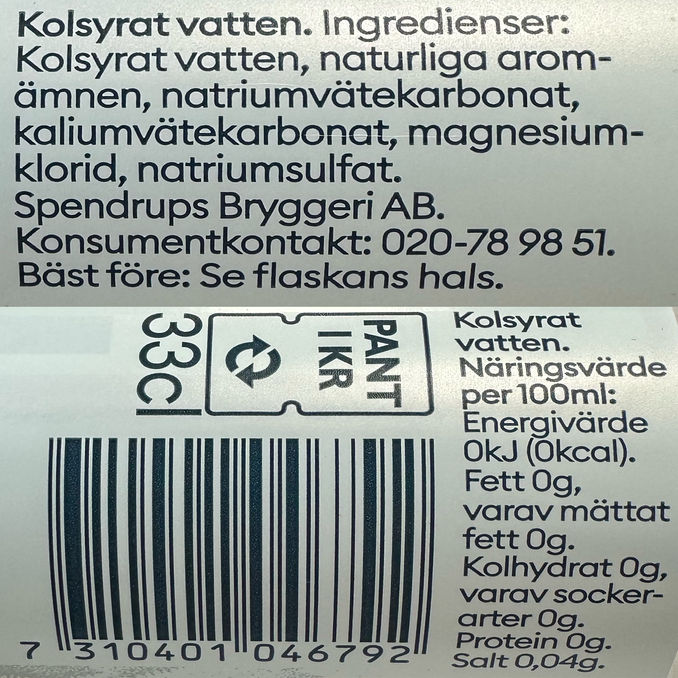 Kolsyrat vatten. Ingredienser:
Kolsyrat vatten, naturliga arom-
ämnen, natriumvätekarbonat,
kaliumvätekarbonat, magnesium-
klorid, natriumsulfat.
Spendrups Bryggeri AB.
Konsumentkontakt: 020-78 98 51.
Bäst före: Se flaskans hals.
33cl
PANT
1 KR
Kolsyrat
vatten.
Näringsvärde
per 100ml:
Energivärde
0kJ (0kcal).
Fett 0g,
varav mättat
fett 0g.
Kolhydrat 0g,
varav socker-
arter 0g.
Protein 0g.
Salt 0,04g.
7 310401 046792